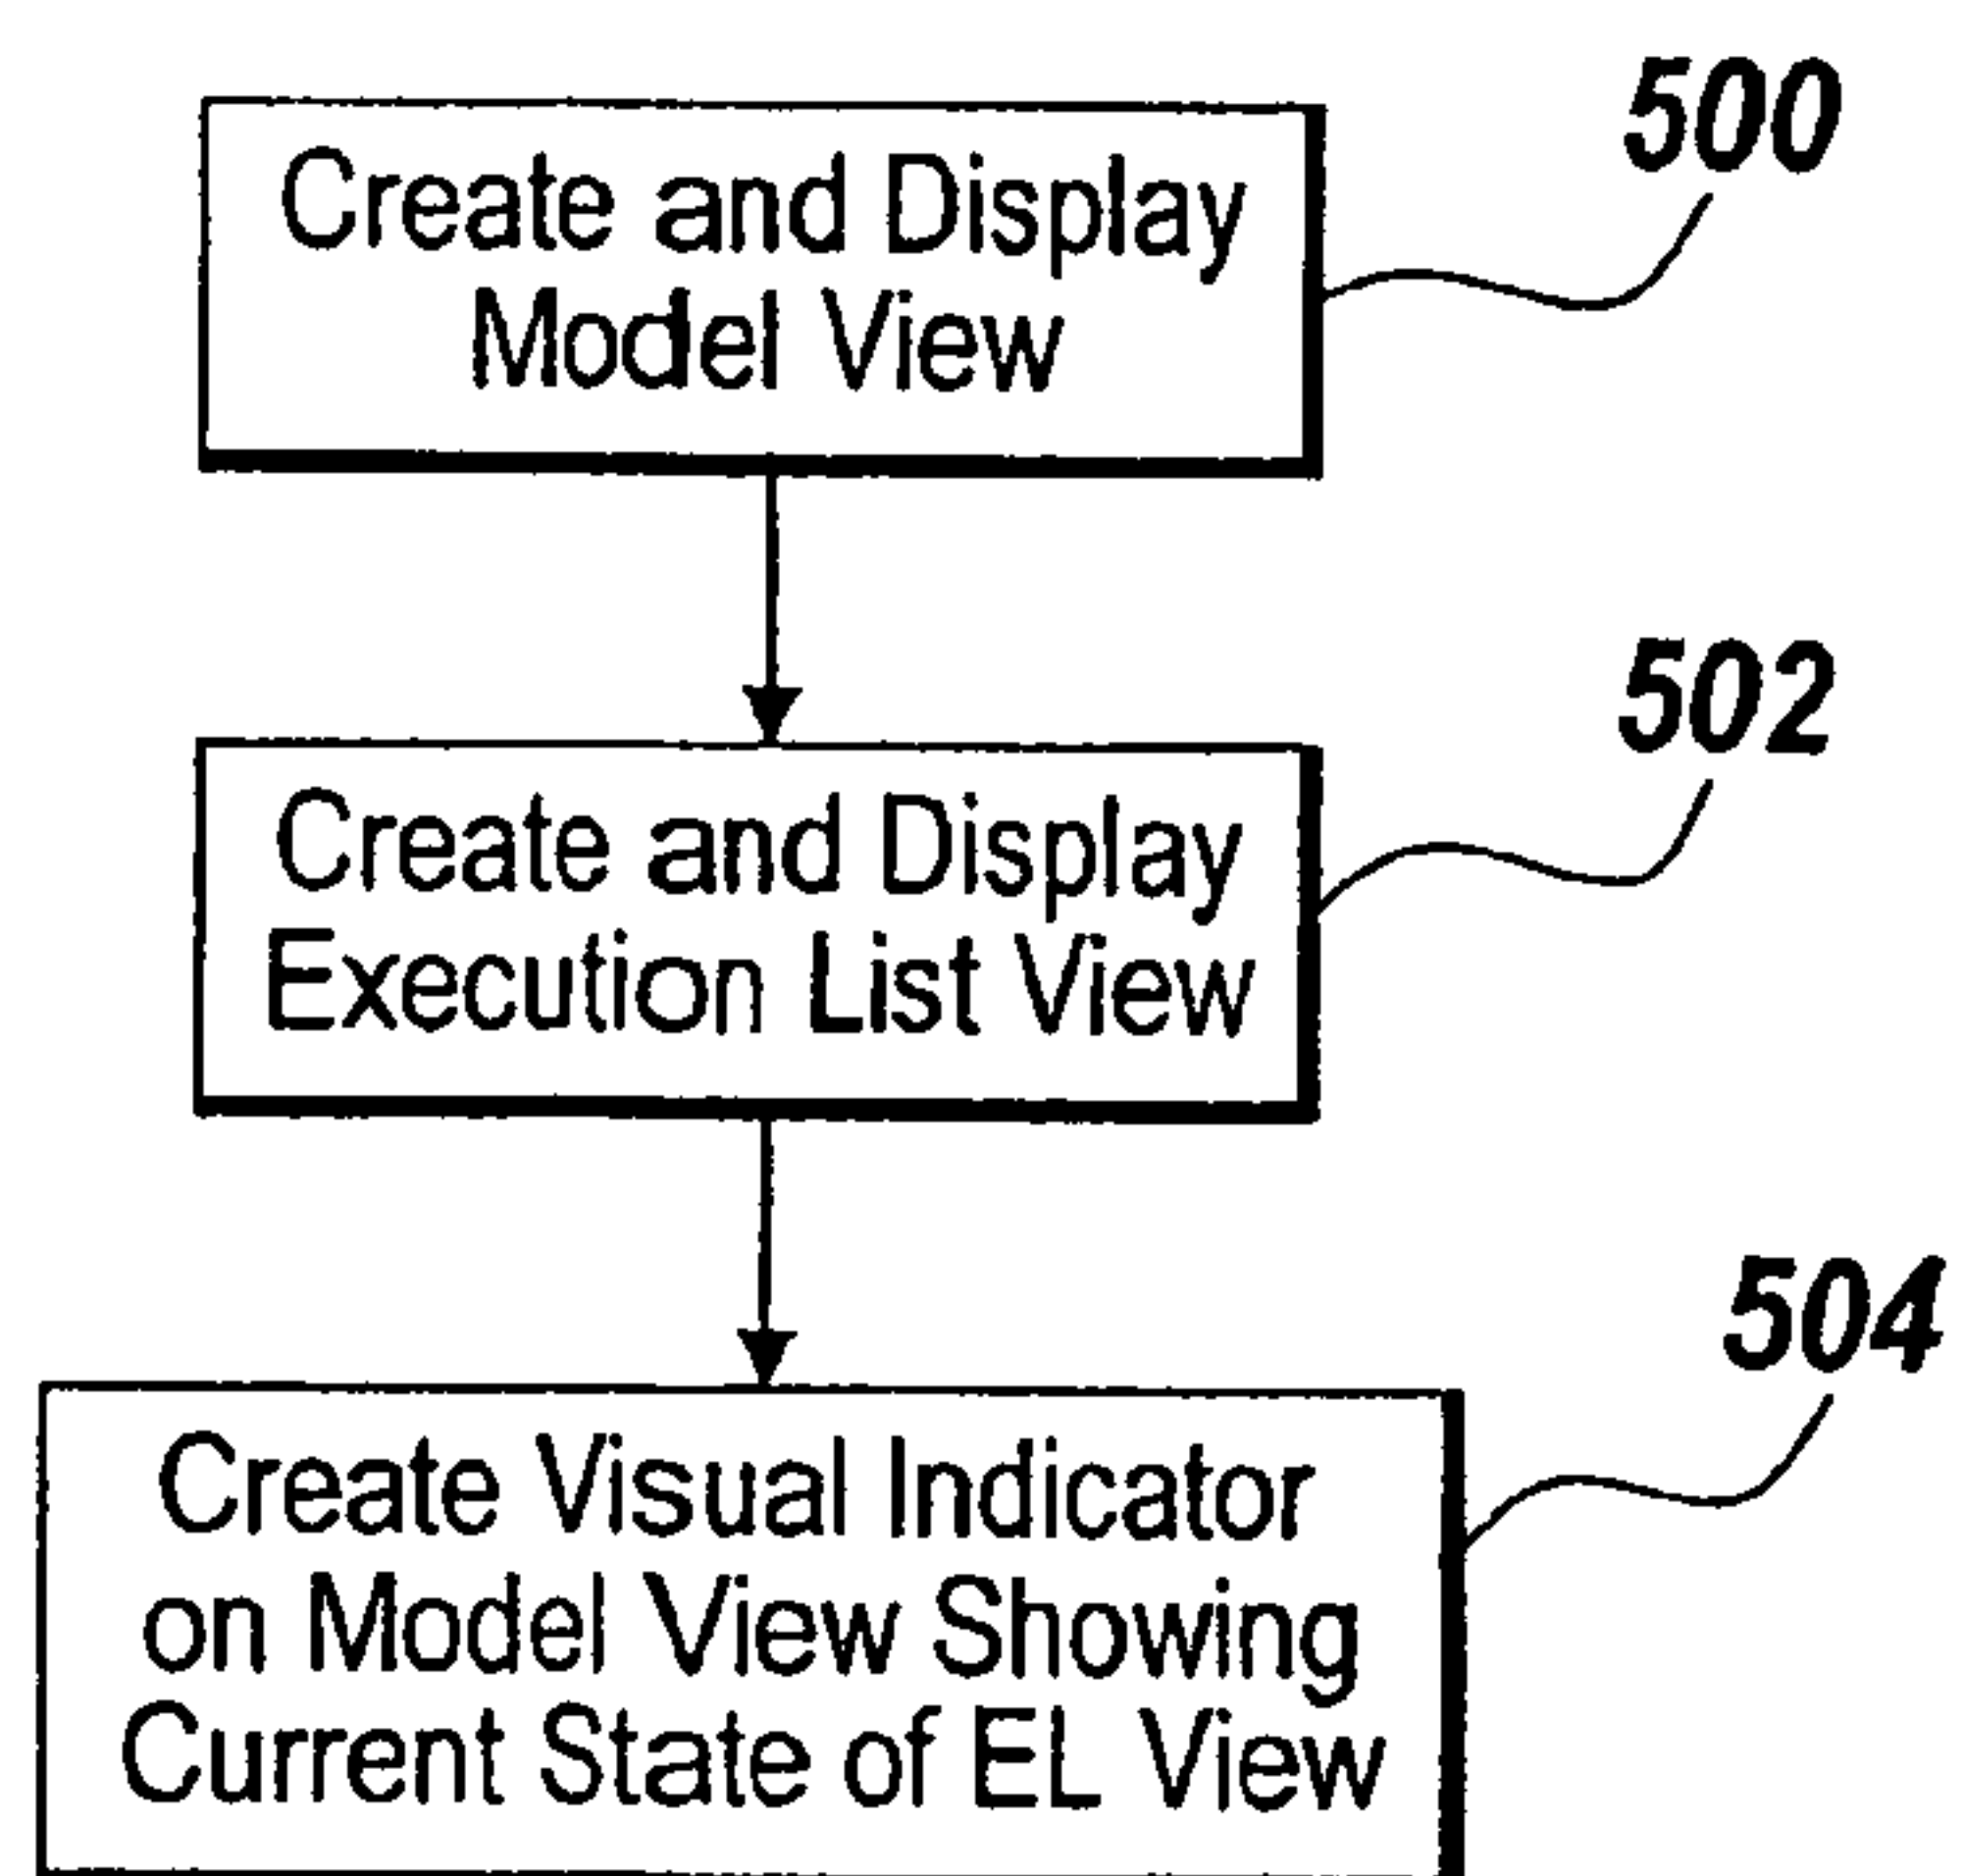 500
Create and Display
Model View
502
Create and Display
Execution List View
504
Create Visual Indicator
on Model View Showing
Current State of EL View